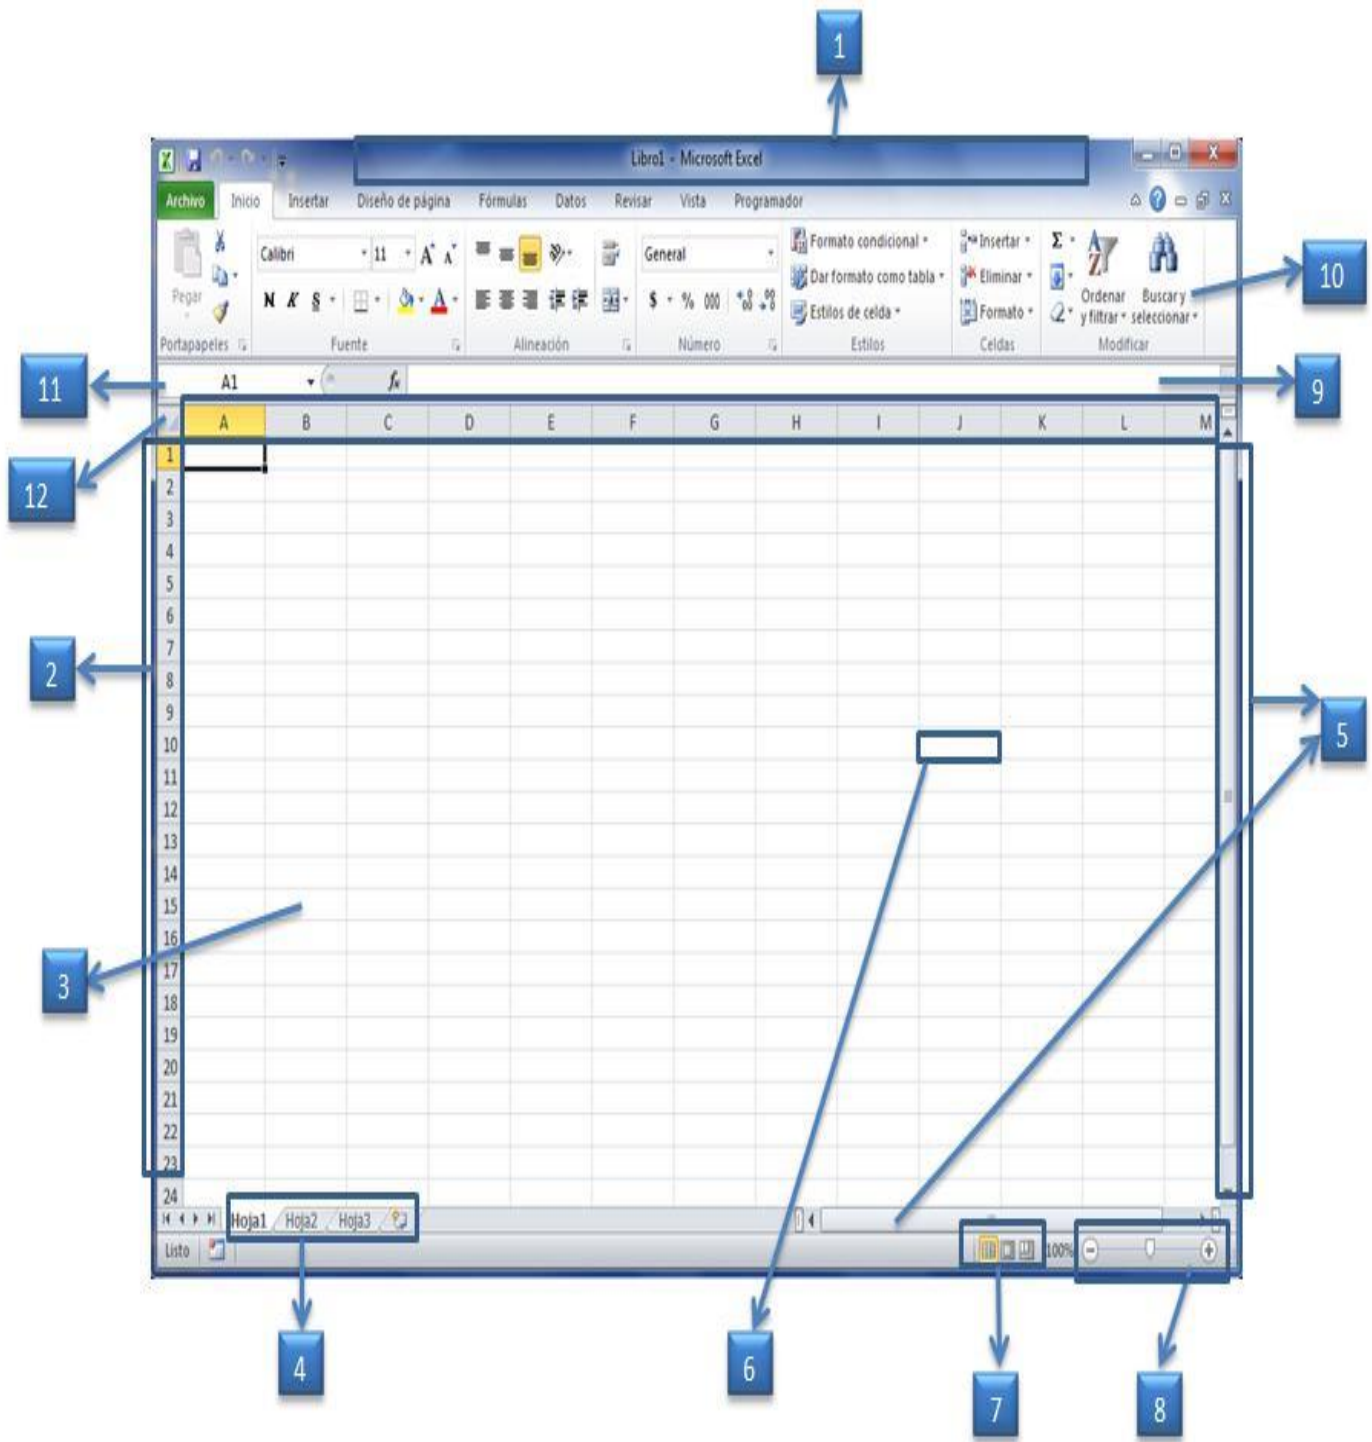 1
Libro1 - Microsoft Excel
Archivo Inicio Insertar Diseño de página Fórmulas Datos Revisar Vista Programador
Pegar
Portapapeles
Calibri 11 A A
N K S A
Fuente
Alineación
General
$ % 000
Número
Formato condicional
Dar formato como tabla
Estilos de celda
Estilos
Insertar
Eliminar
Formato
Celdas
Σ
Ordenar y filtrar
Buscar y seleccionar
Modificar
10
11
A1
fx
9
A B C D E F G H I J K L M
12
1
2
3
4
5
6
7
8
9
10
11
12
13
14
15
16
17
18
19
20
21
22
23
24
2
5
3
Hoja1 Hoja2 Hoja3
Listo 100%
4
6
7
8